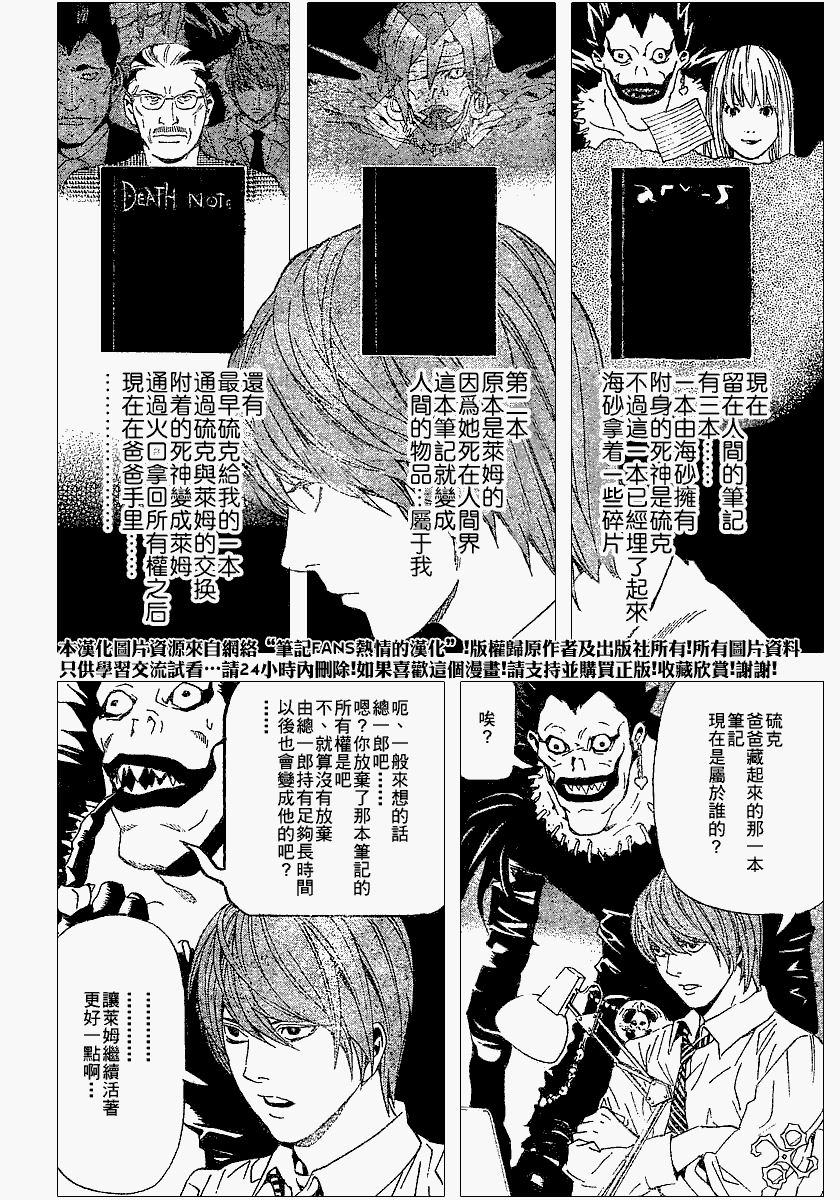 現在
留在人間的筆記
有三本……
一本由海砂擁有
附身的死神是硫克
不過這一本已經埋了起來
海砂拿着一些碎片
第二本
原本是萊姆的
因爲她死在人間界
這本筆記就變成
人間的物品…屬于我
DEATH NOTE
還有
最早硫克給我的一本
通過硫克與萊姆的交换
附着的死神變成萊姆
通過火口拿回所有權之后
現在在爸爸手里……
………………
本漢化圖片資源來自網絡“筆記FANS熱情的漢化”!版權歸原作者及出版社所有!所有圖片資料
只供學習交流試看…請24小時內刪除!如果喜歡這個漫畫!請支持並購買正版!收藏欣賞!謝謝!
硫克
爸爸藏起來的那一本
筆記
現在是屬於誰的？
唉？
呃、一般來想的話
總一郎吧……
嗯？你放棄了那本筆記的
所有權是吧
不、就算沒有放棄
由總一郎持有足夠長時間
以後也會變成他的吧？
……
…………
…………
讓萊姆繼續活著
更好一點啊…